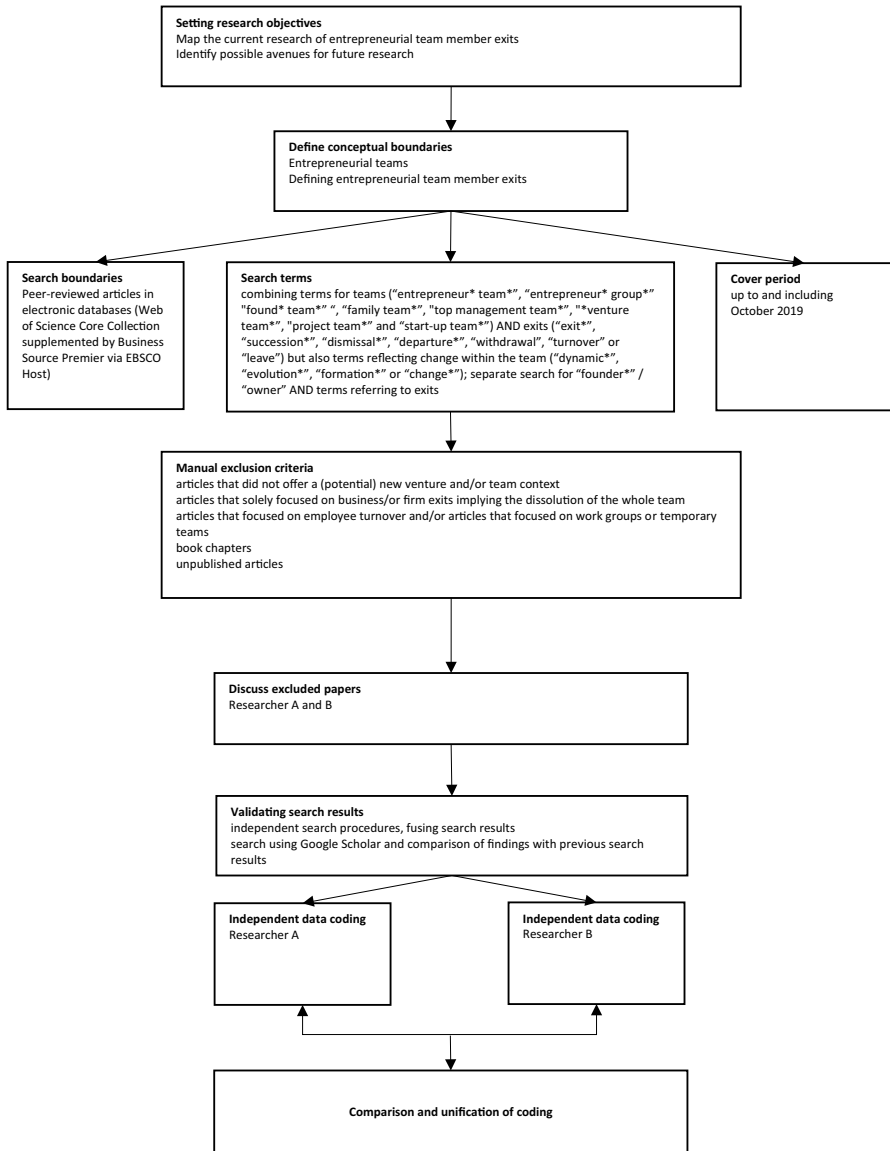 Setting research objectives
Map the current research of entrepreneurial team member exits
Identify possible avenues for future research
Define conceptual boundaries
Entrepreneurial teams
Defining entrepreneurial team member exits
Search boundaries
Peer-reviewed articles in
electronic databases (Web
of Science Core Collection
supplemented by Business
Source Premier via EBSCO
Host)
Search terms
combining terms for teams (“entrepreneur* team*”, “entrepreneur* group*”
"found* team*” “, “family team*”, "top management team*”, "*venture
team*”, "project team*” and “start-up team*”) AND exits (“exit*”,
“succession*”, “dismissal*”, “departure*”, “withdrawal”, “turnover” or
“leave”) but also terms reflecting change within the team (“dynamic*”,
“evolution*”, “formation*” or “change*”); separate search for “founder*” /
“owner” AND terms referring to exits
Cover period
up to and including
October 2019
Manual exclusion criteria
articles that did not offer a (potential) new venture and/or team context
articles that solely focused on business/or firm exits implying the dissolution of the whole team
articles that focused on employee turnover and/or articles that focused on work groups or temporary
teams
book chapters
unpublished articles
Discuss excluded papers
Researcher A and B
Validating search results
independent search procedures, fusing search results
search using Google Scholar and comparison of findings with previous search
results
Independent data coding
Researcher A
Independent data coding
Researcher B
Comparison and unification of coding